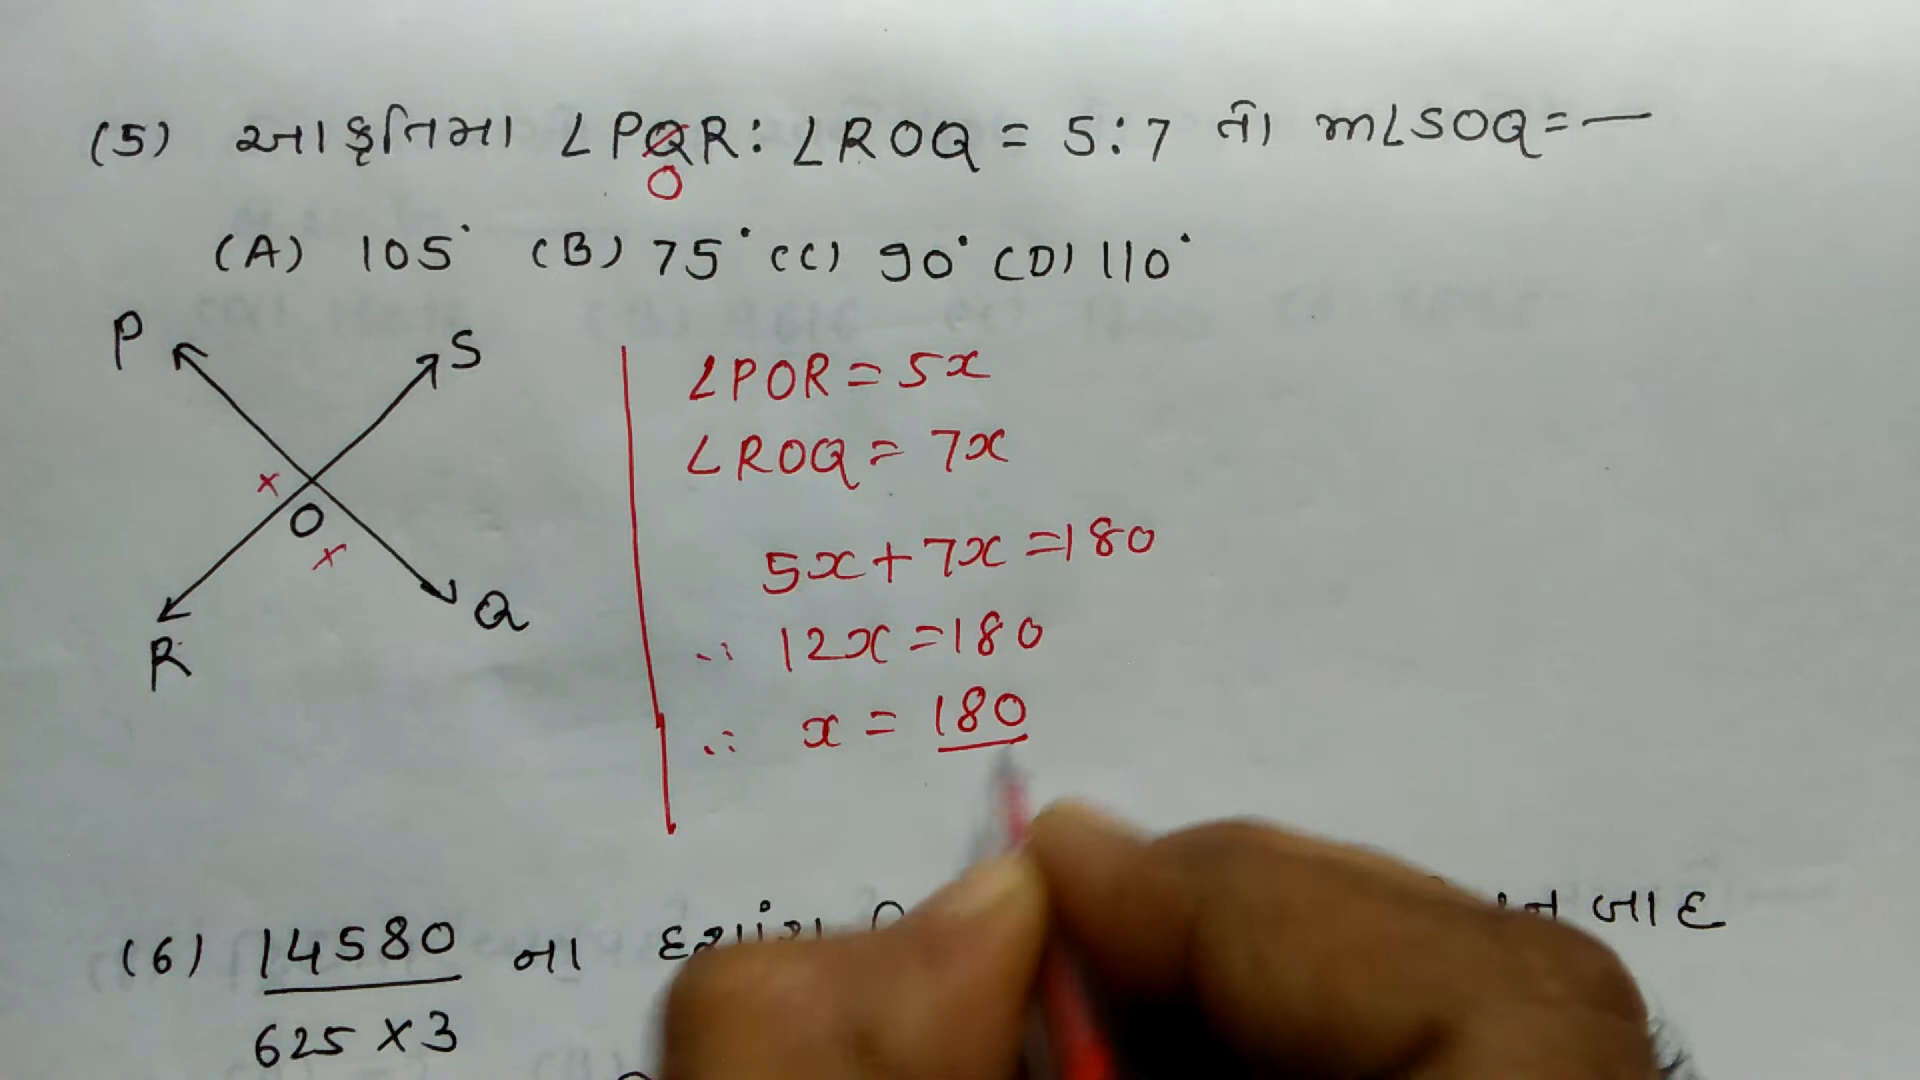 (5) આકૃતિમા ∠PQR : ∠ROQ = 5:7 તો m∠SOQ = —
O
(A) 105° (B) 75° (C) 90° (D) 110°
P
S
O
R
Q
x
x
∠POR = 5x
∠ROQ = 7x
5x + 7x = 180
∴ 12x = 180
∴ x = 180
(6) 14580 ના બાદ
625 × 3